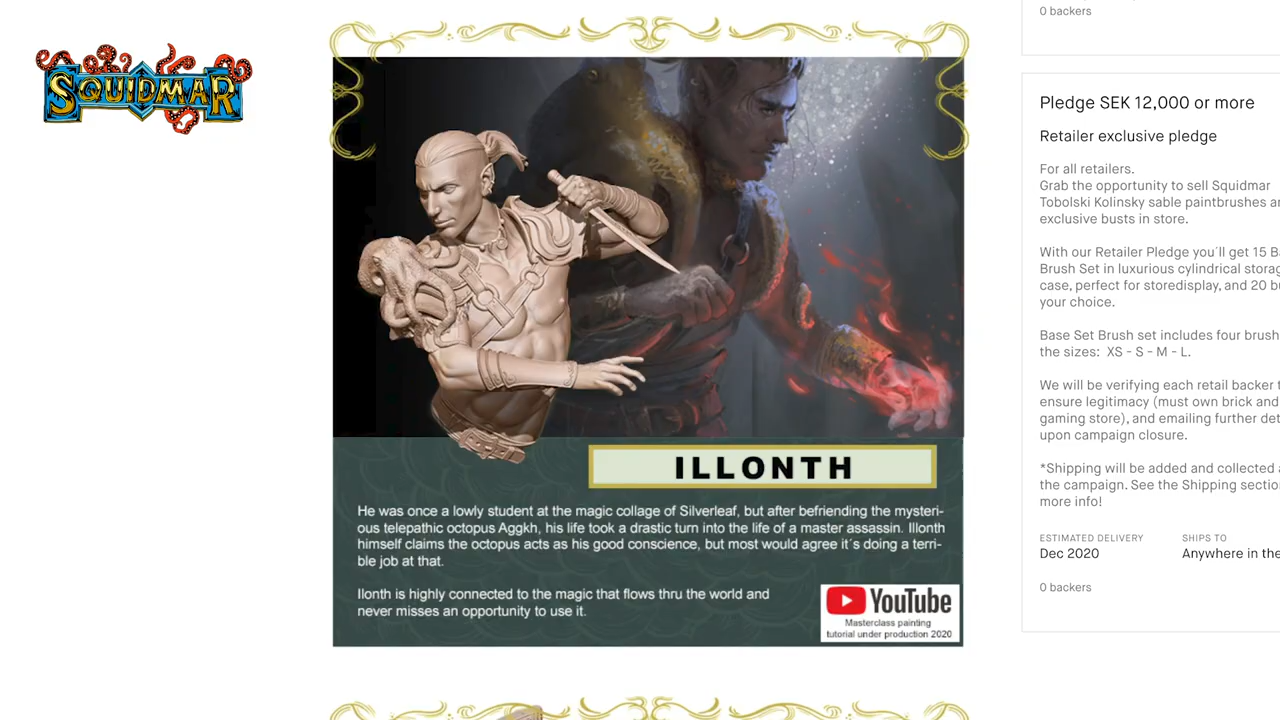 SQUIDMAR
ILLONTH
He was once a lowly student at the magic collage of Silverleaf, but after befriending the mysteri-
ous telepathic octopus Aggkh, his life took a drastic turn into the life of a master assassin. Illonth
himself claims the octopus acts as his good conscience, but most would agree it´s doing a terri-
ble job at that.
Ilonth is highly connected to the magic that flows thru the world and
never misses an opportunity to use it.
YouTube
Masterclass painting
tutorial under production 2020
0 backers
Pledge SEK 12,000 or more
Retailer exclusive pledge
For all retailers.
Grab the opportunity to sell Squidmar
Tobolski Kolinsky sable paintbrushes
exclusive busts in store.
With our Retailer Pledge you´ll get 15
Brush Set in luxurious cylindrical
case, perfect for storedisplay, and 20
your choice.
Base Set Brush set includes four
the sizes: XS - S - M - L.
We will be verifying each retail backer
ensure legitimacy (must own brick and
gaming store), and emailing further
upon campaign closure.
*Shipping will be added and collected
the campaign. See the Shipping
more info!
ESTIMATED DELIVERY
Dec 2020
SHIPS TO
Anywhere in the
0 backers